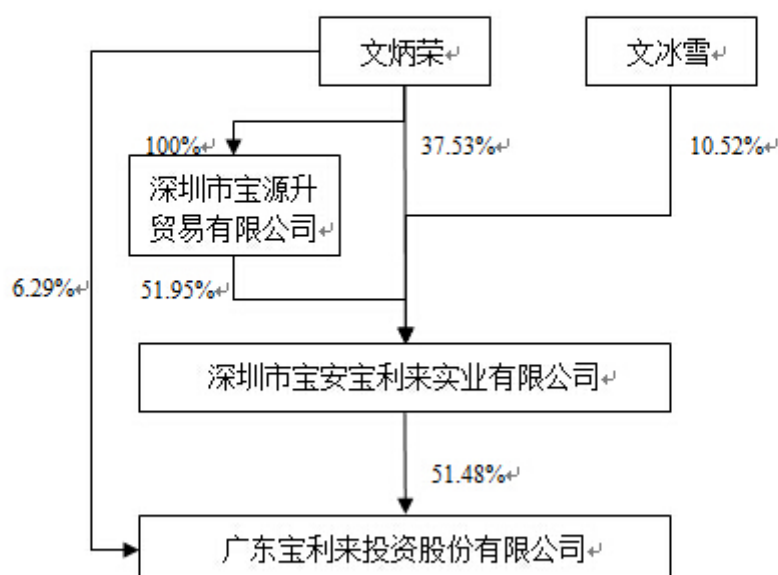 文炳荣
文冰雪
100%
37.53%
10.52%
深圳市宝源升
贸易有限公司
6.29%
51.95%
深圳市宝安宝利来实业有限公司
51.48%
广东宝利来投资股份有限公司